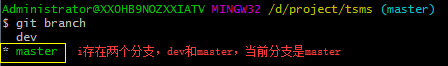 Administrator@XXOHB9NOZXXIATV MINGW32 /d/project/tsms (master)
$ git branch
dev
* master i存在两个分支，dev和master，当前分支是master